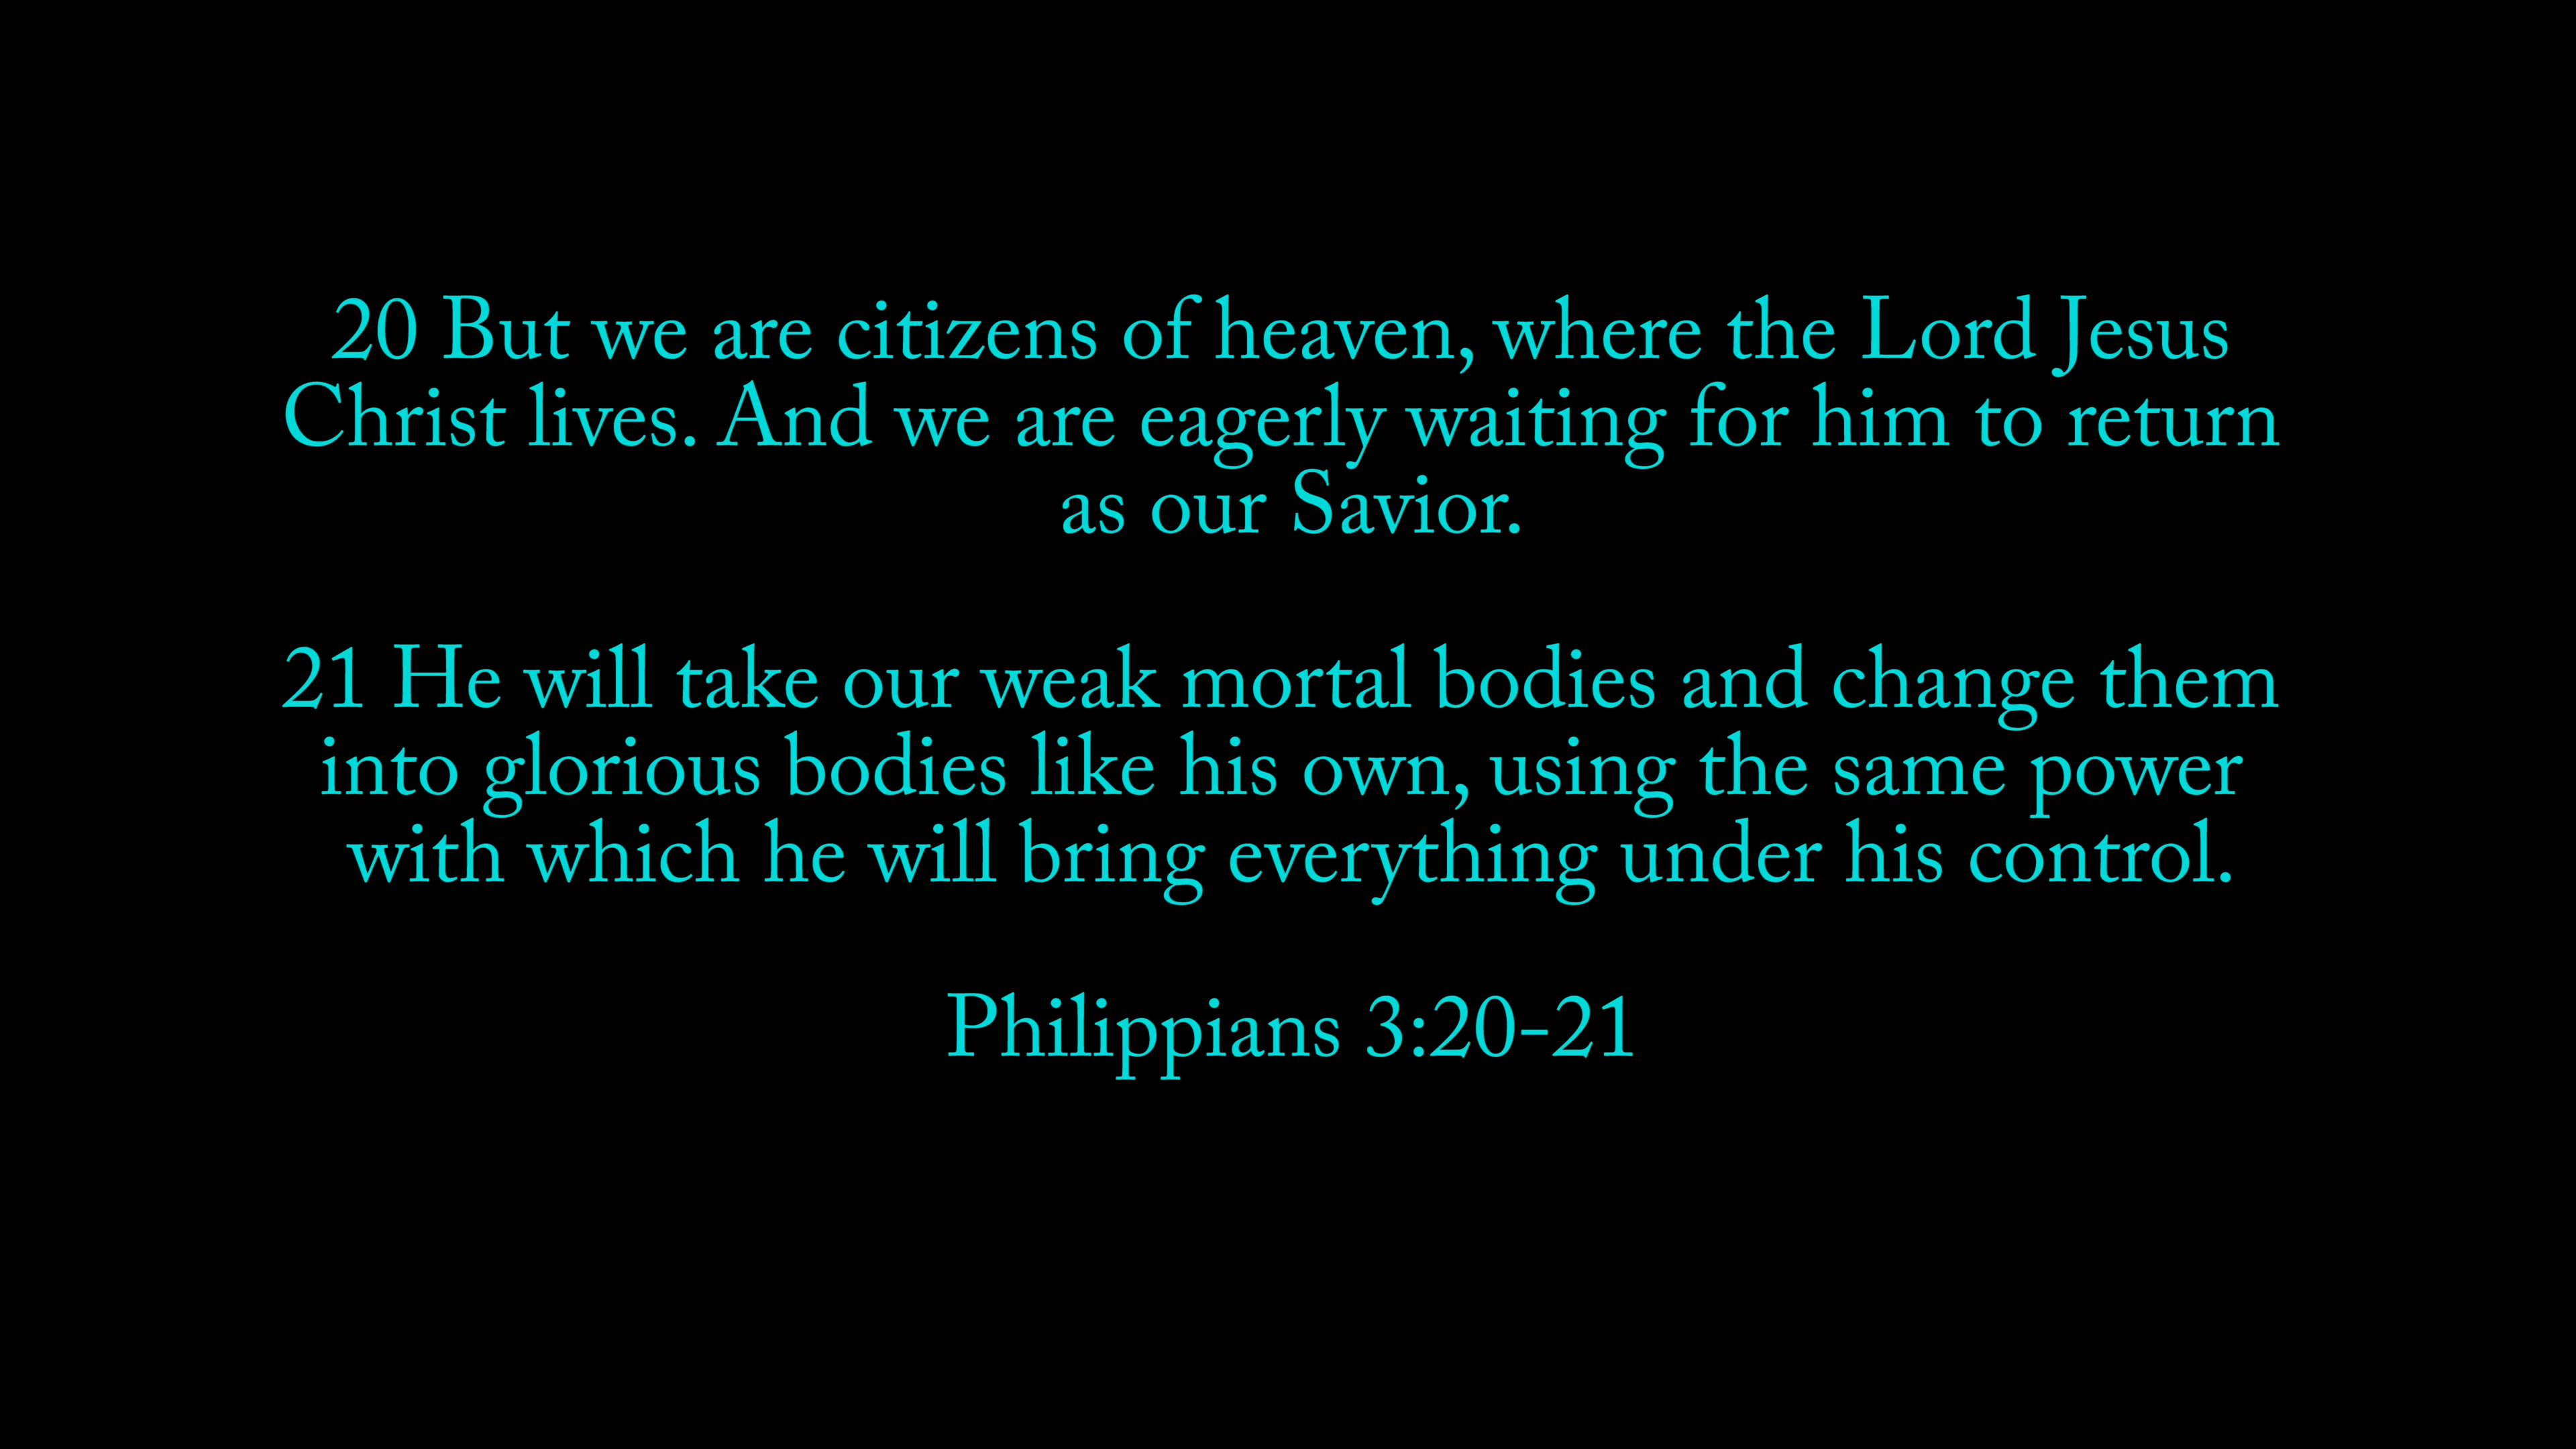 20 But we are citizens of heaven, where the Lord Jesus
Christ lives. And we are eagerly waiting for him to return
as our Savior.
21 He will take our weak mortal bodies and change them
into glorious bodies like his own, using the same power
with which he will bring everything under his control.
Philippians 3:20-21